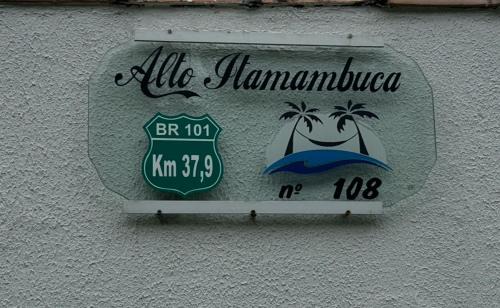 Alto Itamambuca
BR 101
Km 37,9
nº 108